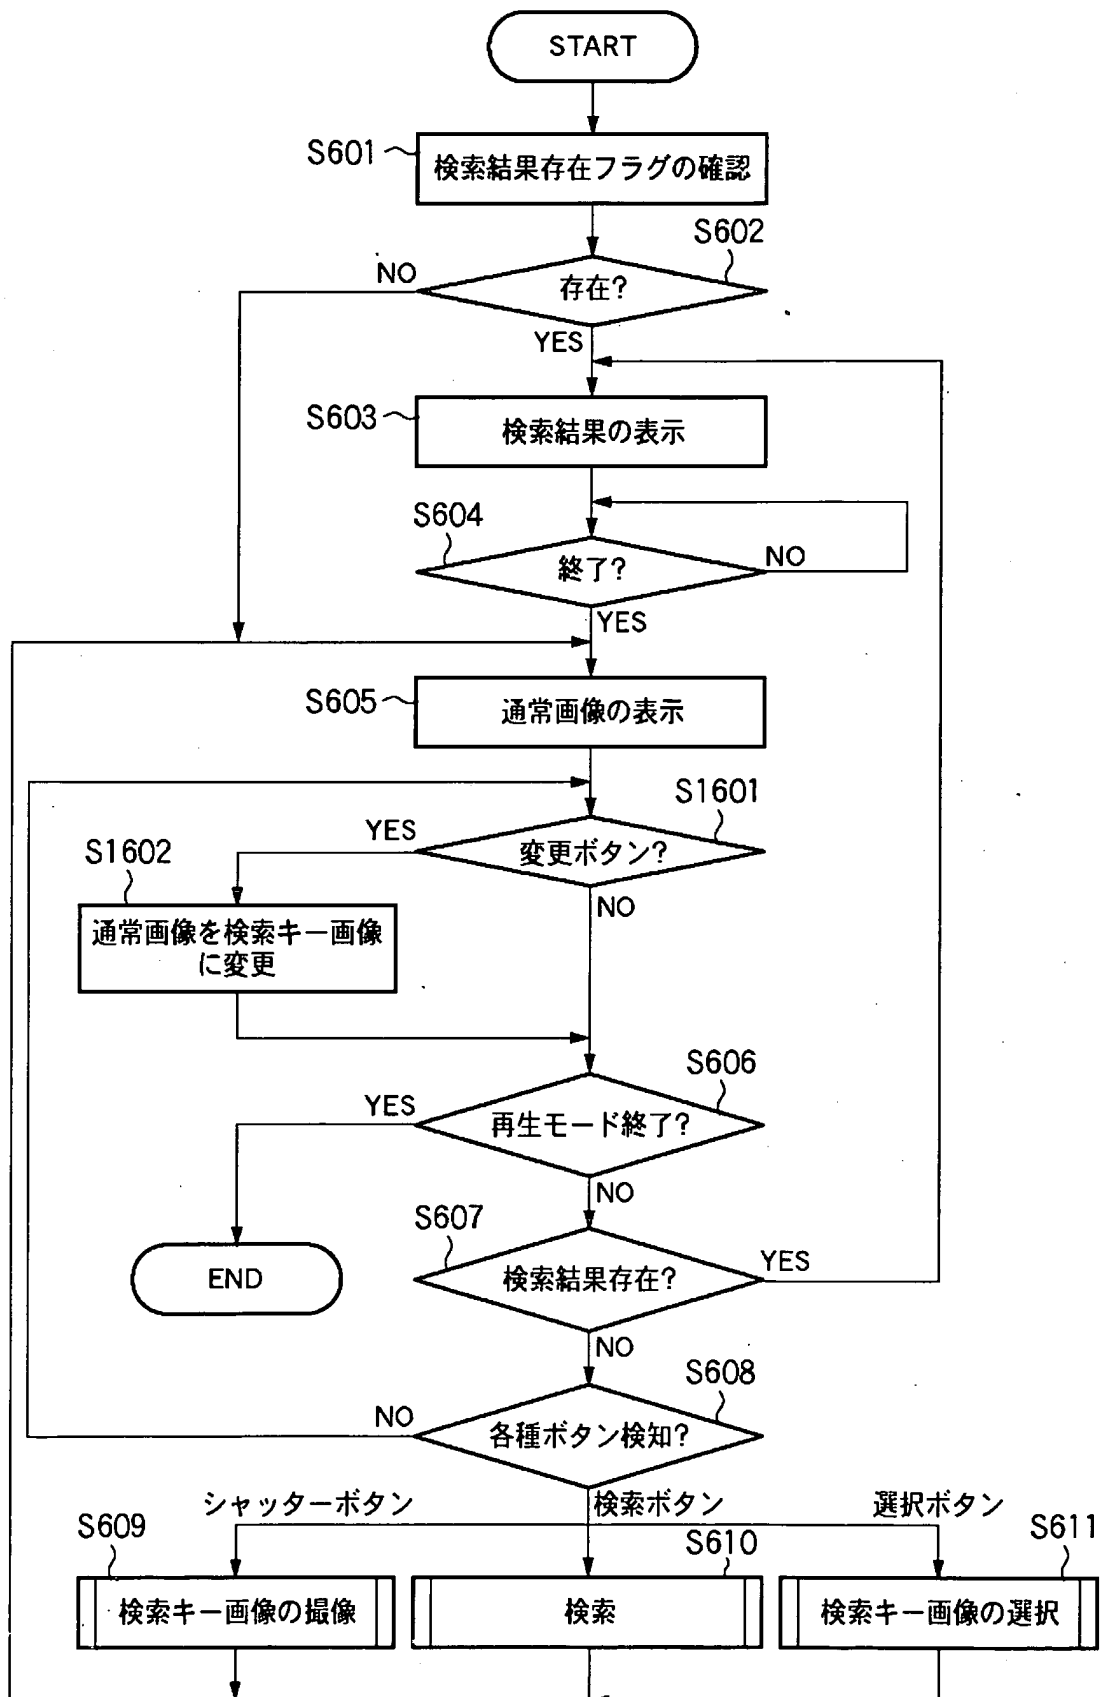 START
S601
検索結果存在フラグの確認
S602
NO
存在?
YES
S603
検索結果の表示
S604
終了?
NO
YES
S605
通常画像の表示
S1601
YES
変更ボタン?
S1602
NO
通常画像を検索キー画像
に変更
S606
YES
再生モード終了?
NO
S607
END
検索結果存在?
YES
NO
S608
NO
各種ボタン検知?
シャッターボタン
検索ボタン
選択ボタン
S609
S610
S611
検索キー画像の撮像
検索
検索キー画像の選択